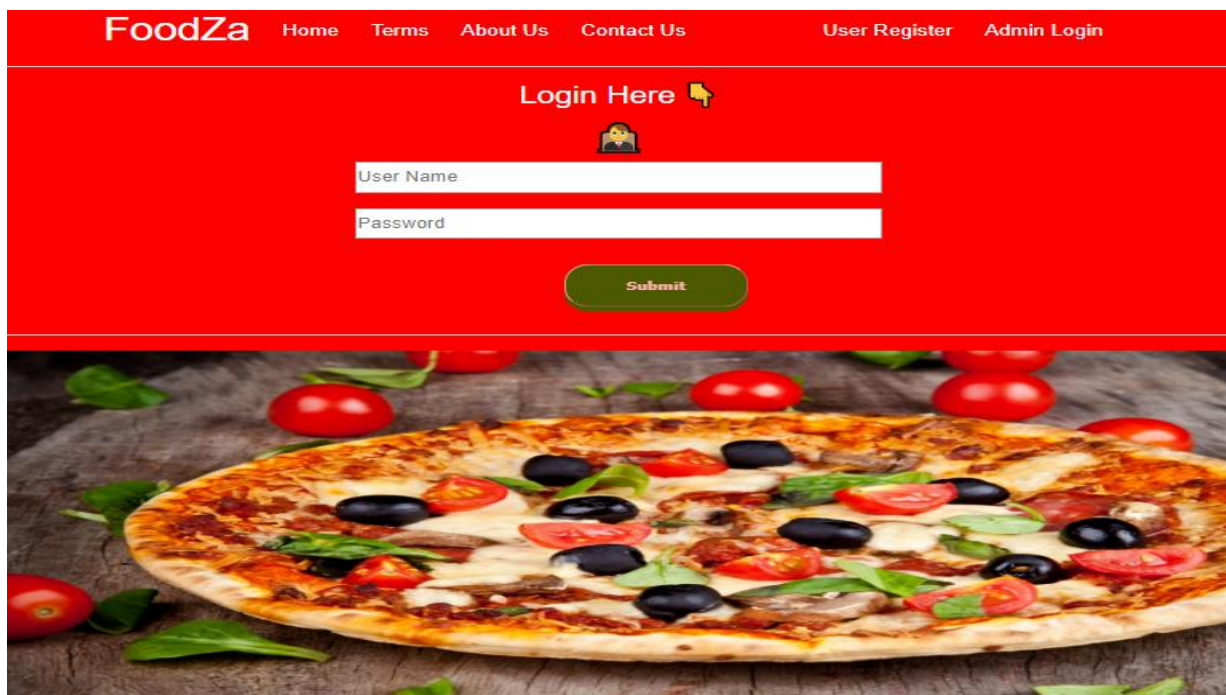 FoodZa Home Terms About Us Contact Us User Register Admin Login
Login Here 👇
User Name
Password
Submit